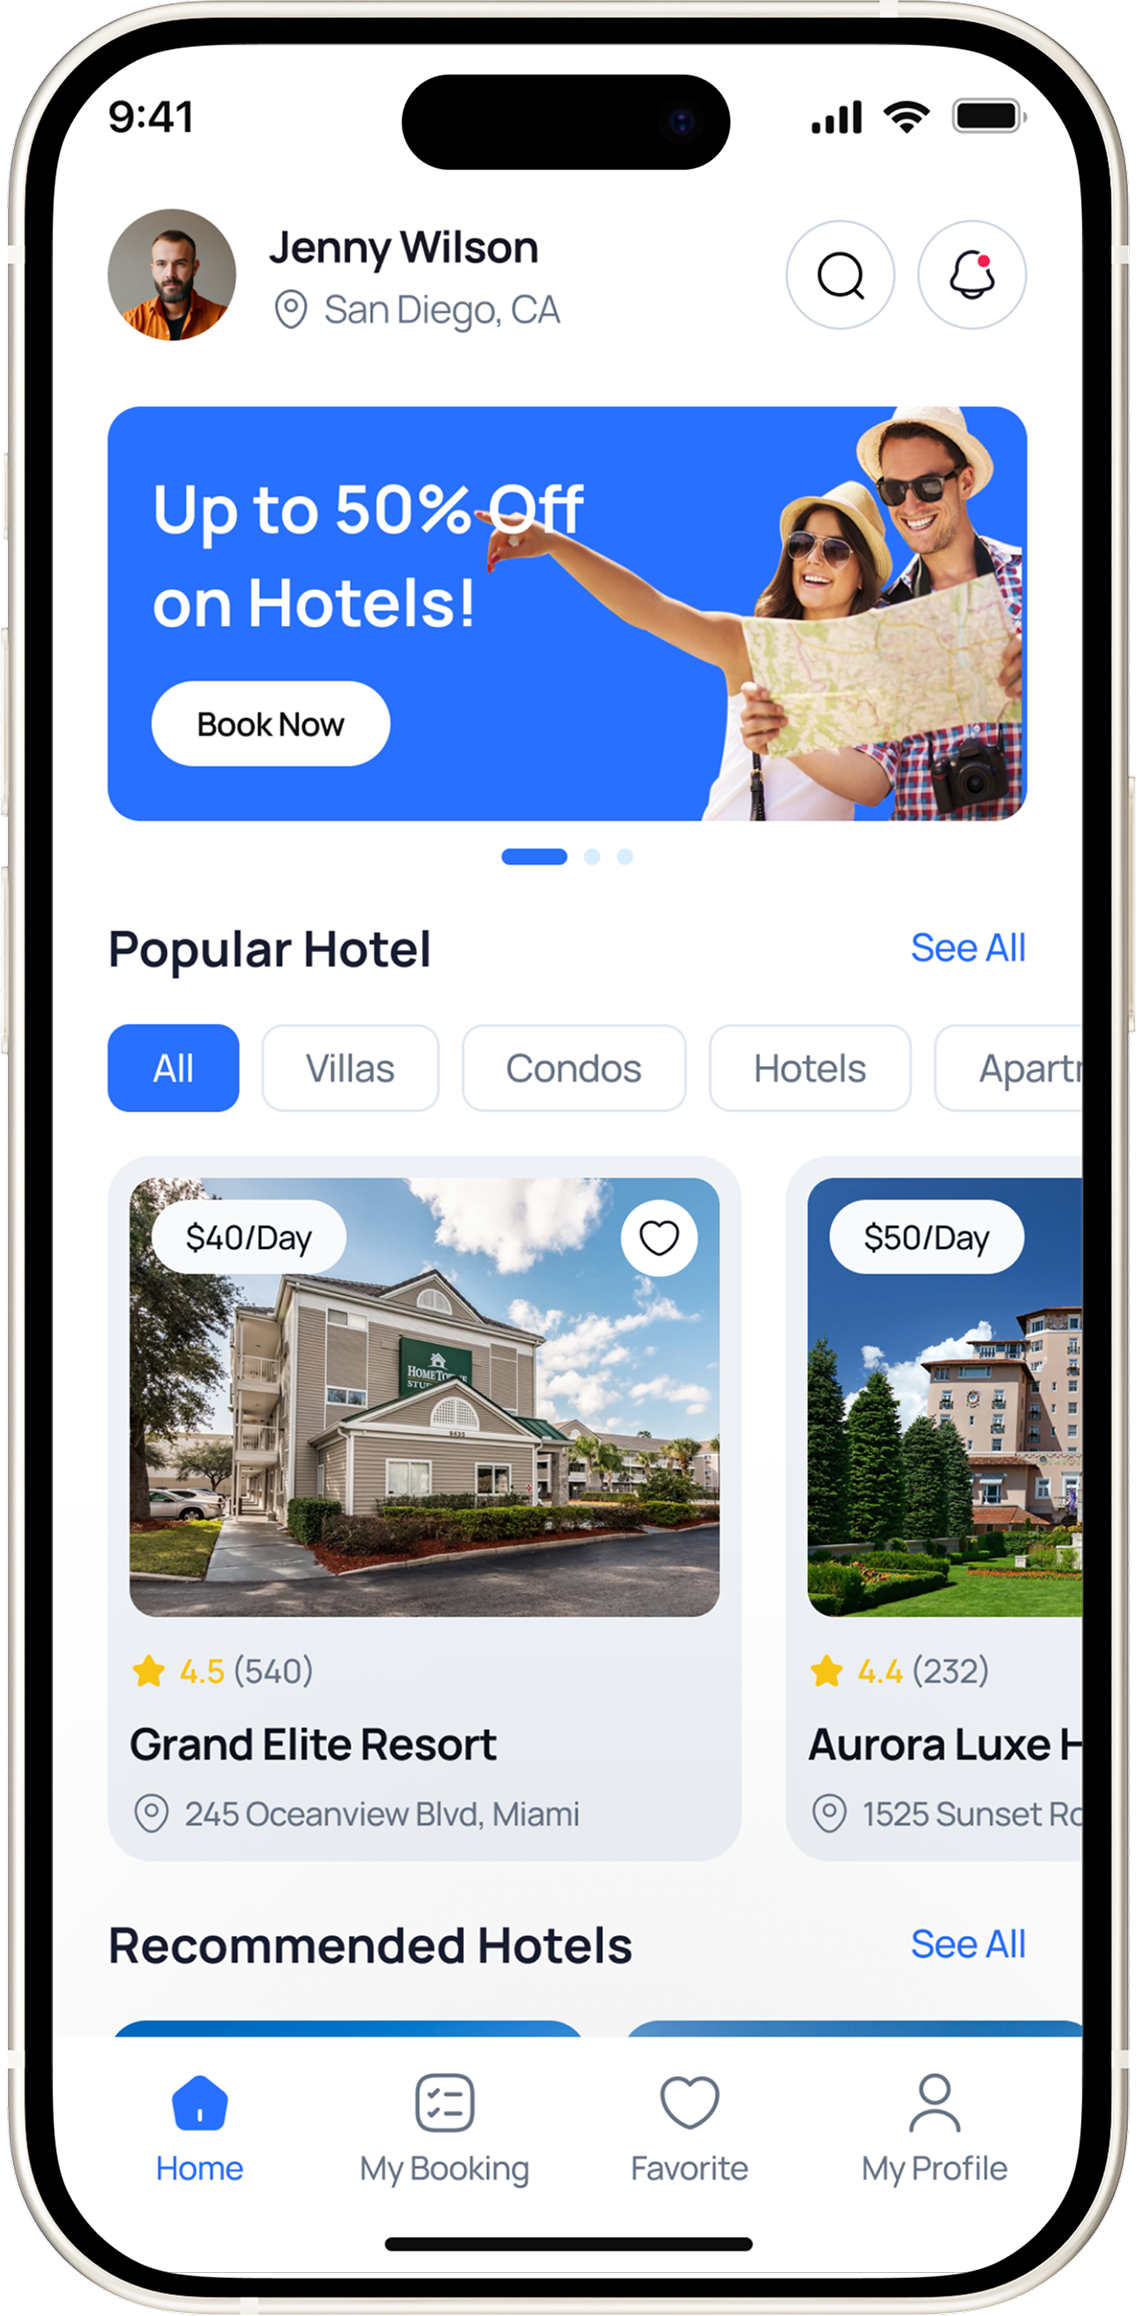 9:41
Jenny Wilson
San Diego, CA
Up to 50% Off
on Hotels!
Book Now
Popular Hotel
See All
All
Villas
Condos
Hotels
$40/Day
$50/Day
4.5 (540)
4.4 (232)
Grand Elite Resort
Aurora Luxe
245 Oceanview Blvd, Miami
1525 Sunset
Recommended Hotels
See All
Home
My Booking
Favorite
My Profile